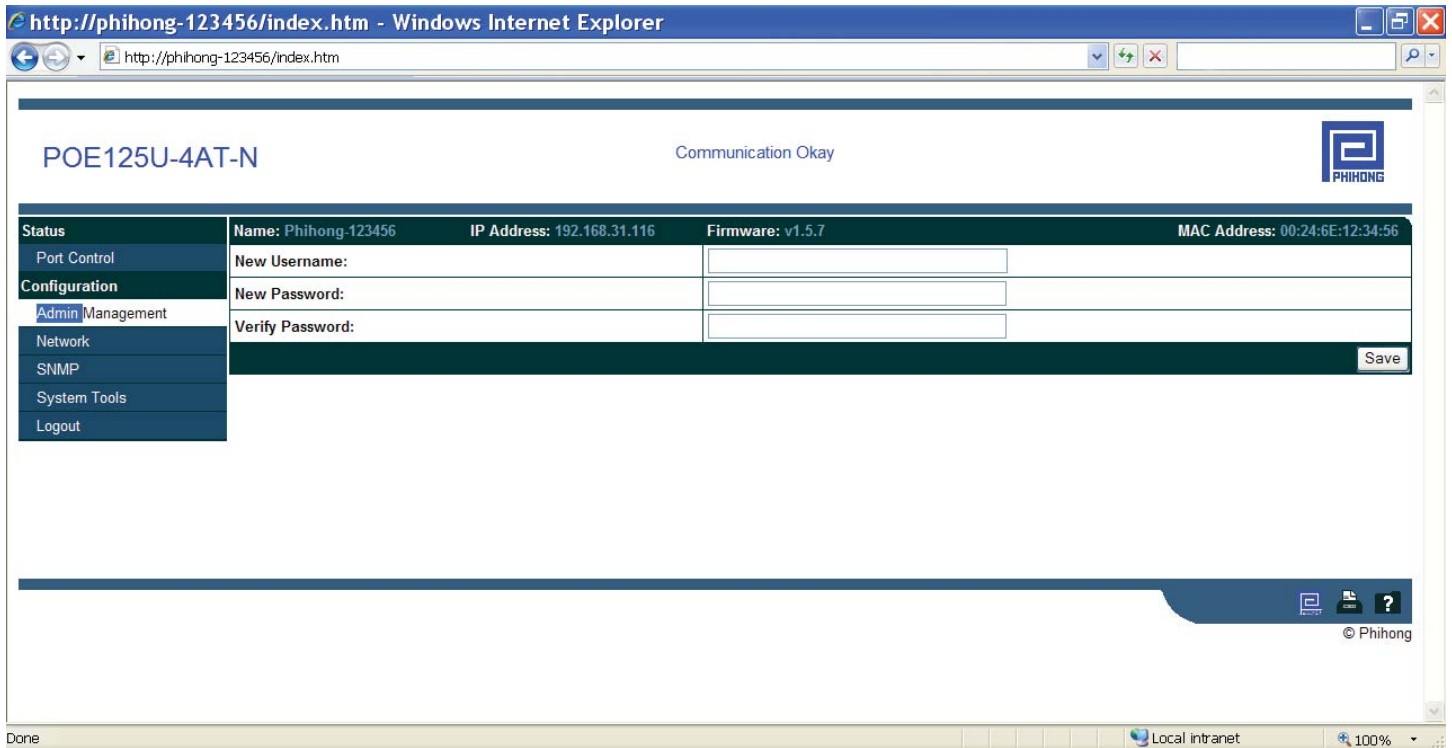 http://phihong-123456/index.htm - Windows Internet Explorer
http://phihong-123456/index.htm
POE125U-4AT-N
Communication Okay
PHIHONG
Status
Name: Phihong-123456 IP Address: 192.168.31.116 Firmware: v1.5.7 MAC Address: 00:24:6E:12:34:56
Port Control
New Username:
Configuration
New Password:
Admin Management
Verify Password:
Network
Save
SNMP
System Tools
Logout
?
© Phihong
Done
Local intranet
100%